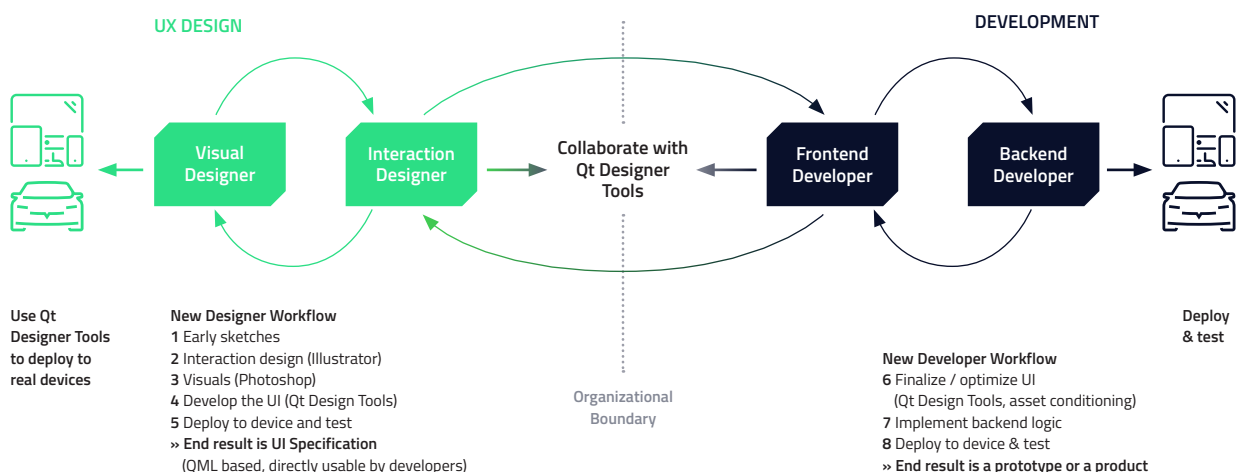 UX DESIGN
DEVELOPMENT
Visual
Designer
Interaction
Designer
Collaborate with
Qt Designer
Tools
Frontend
Developer
Backend
Developer
Use Qt
Designer Tools
to deploy to
real devices
New Designer Workflow
1 Early sketches
2 Interaction design (Illustrator)
3 Visuals (Photoshop)
4 Develop the UI (Qt Design Tools)
5 Deploy to device and test
» End result is UI Specification
(QML based, directly usable by developers)
Organizational
Boundary
New Developer Workflow
6 Finalize / optimize UI
(Qt Design Tools, asset conditioning)
7 Implement backend logic
8 Deploy to device & test
» End result is a prototype or a product
Deploy
& test